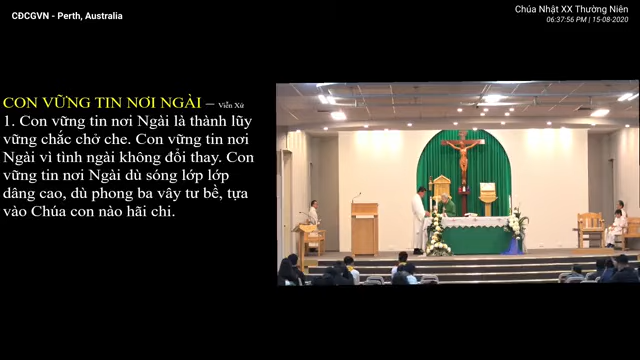 CĐCGVN - Perth, Australia
Chúa Nhật XX Thường Niên
06:37:56 PM | 15-08-2020
CON VỮNG TIN NƠI NGÀI – Viễn Xứ
1. Con vững tin nơi Ngài là thành lũy
vững chắc chở che. Con vững tin nơi
Ngài vì tình ngài không đổi thay. Con
vững tin nơi Ngài dù sóng lớp lớp
dâng cao, dù phong ba vây tư bề, tựa
vào Chúa con nào hãi chi.